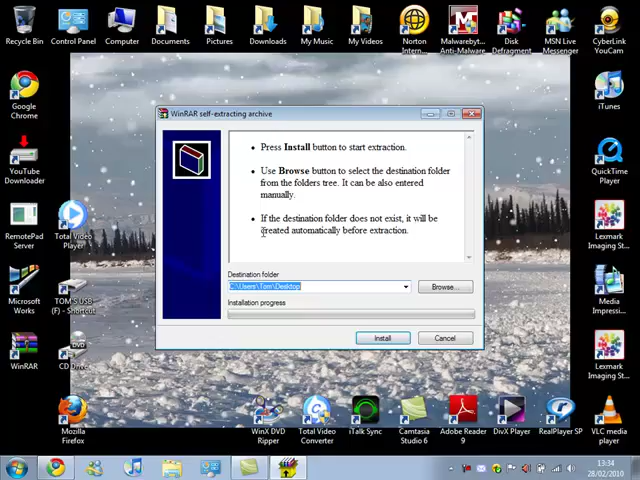 Recycle Bin
Control Panel
Computer
Documents
Pictures
Downloads
My Music
My Videos
Norton
Intern...
Malwarebyt...
Anti-Malware
Disk
Defragment
MSN Live
Messenger
CyberLink
YouCam
Google
Chrome
iTunes
YouTube
Downloader
QuickTime
Player
RemotePad
Server
Total Video
Player
Lexmark
Imaging St...
Microsoft
Works
TOM'S USB
(F) - Shortcut
Media
Impressi...
WinRAR
CD Drive
Lexmark
Imaging St...
Mozilla
Firefox
WinX DVD
Ripper
Total Video
Converter
iTalk Sync
Camtasia
Studio 6
Adobe Reader
9
DivX Player
RealPlayer SP
VLC media
player
WinRAR self-extracting archive
Press Install button to start extraction.
Use Browse button to select the destination folder
from the folders tree. It can be also entered
manually.
If the destination folder does not exist, it will be
created automatically before extraction.
Destination folder
C:\Users\Tom\Desktop
Browse...
Installation progress
Install
Cancel
13:34
28/02/2010